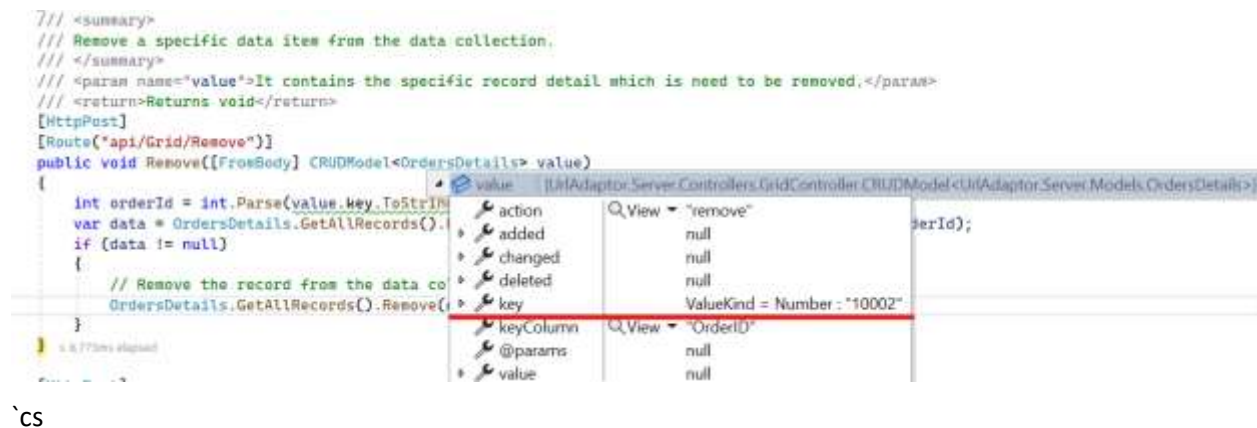 /// <summary>
/// Remove a specific data item from the data collection.
/// </summary>
/// <param name="value">It contains the specific record detail which is need to be removed.</param>
/// <return>Returns void</return>
[HttpPost]
[Route("api/Grid/Remove")]
public void Remove([FromBody] CRUDModel<OrdersDetails> value)
{
value {UrlAdaptor.Server.Controllers.GridController.CRUDModel<UrlAdaptor.Server.Models.OrdersDetails>}
int orderId = int.Parse(value.key.ToStrin
action View "remove"
var data = OrdersDetails.GetAllRecords(). derId);
added null
if (data != null)
changed null
{
deleted null
// Remove the record from the data co
key ValueKind = Number : "10002"
OrdersDetails.GetAllRecords().Remove(
}
keyColumn View "OrderID"
}
@params null
value null
`cs